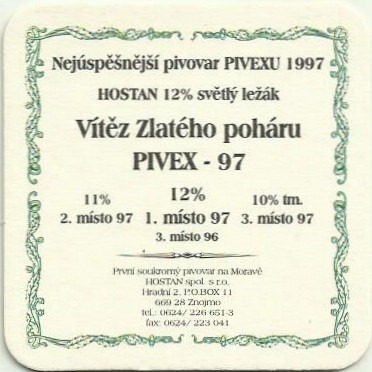 Nejúspěšnější pivovar PIVEXU 1997
HOSTAN 12% světlý ležák
Vítěz Zlatého poháru
PIVEX - 97
11% 12% 10% tm.
2. místo 97 1. místo 97 3. místo 97
3. místo 96
První soukromý pivovar na Moravě
HOSTAN spol. s r.o.
Hradní 2, P.O.BOX 11
669 28 Znojmo
tel.: 0624/ 226 651-3
fax: 0624/ 223 041